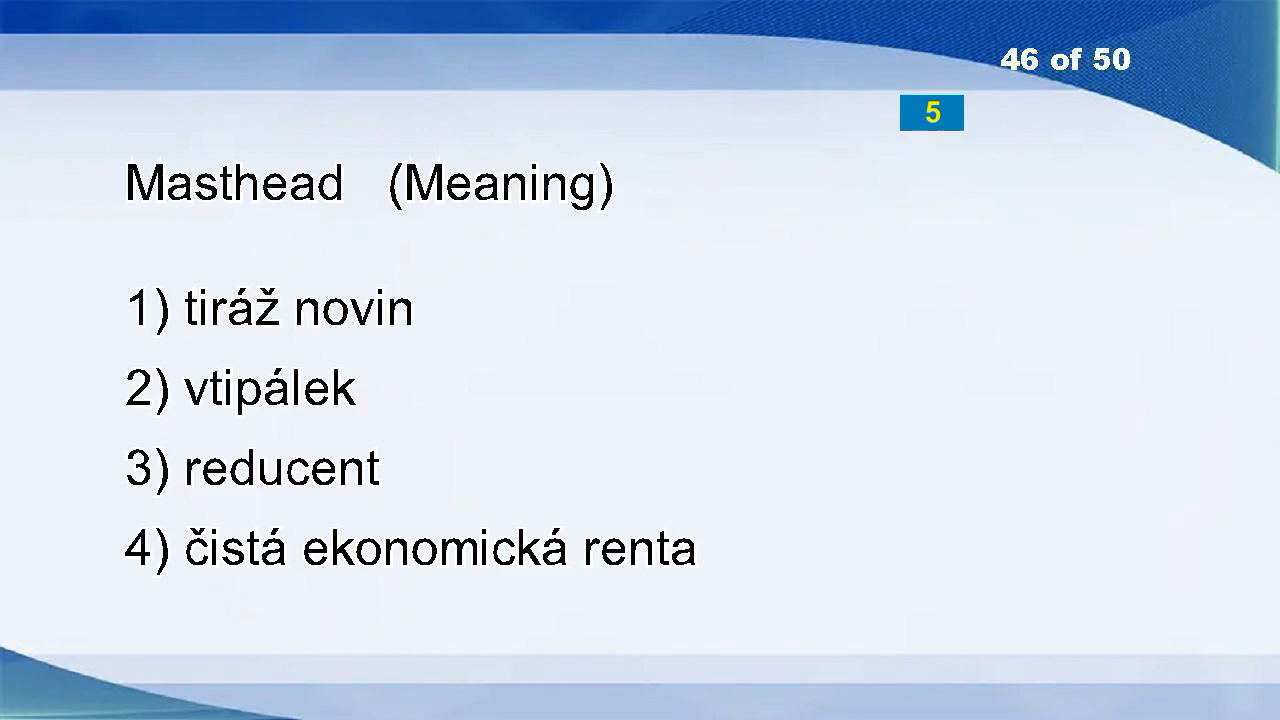 46 of 50
5
Masthead (Meaning)
1) tiráž novin
2) vtipálek
3) reducent
4) čistá ekonomická renta